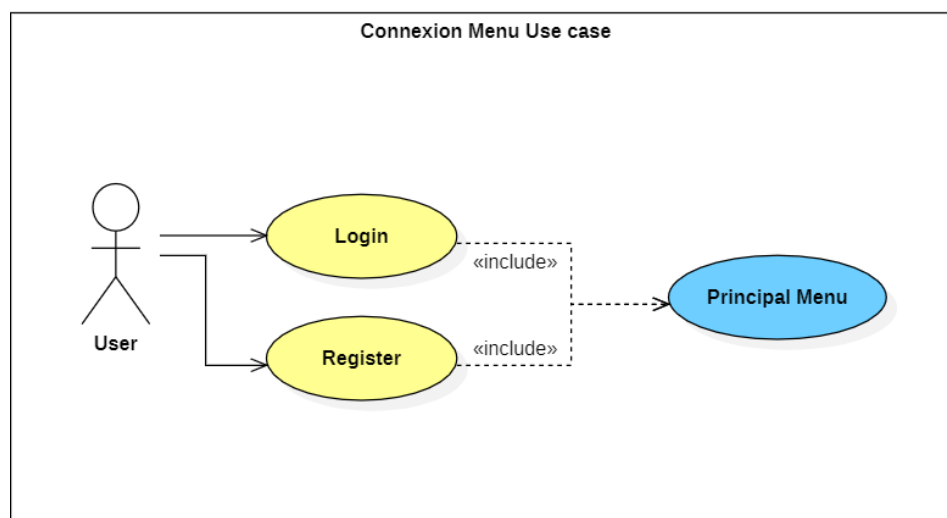 Connexion Menu Use case
Login
«include»
Principal Menu
User
Register
«include»